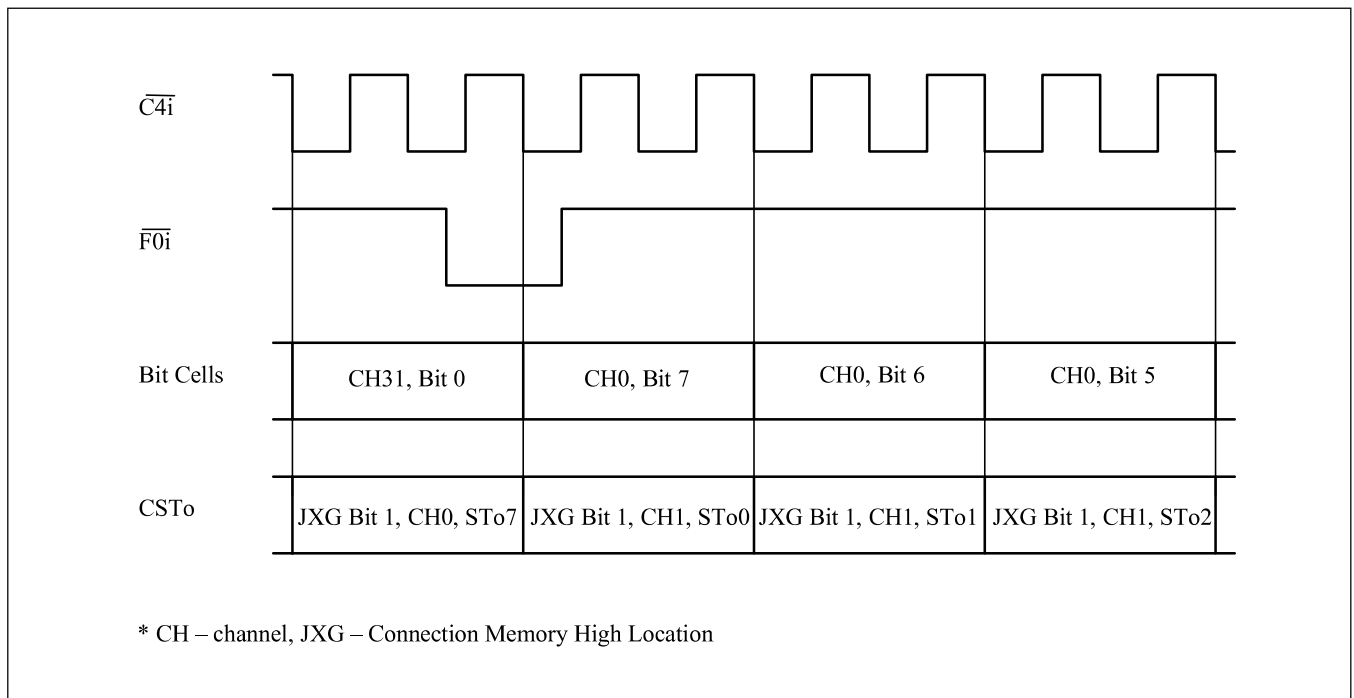 C4i
F0i
Bit Cells CH31, Bit 0 CH0, Bit 7 CH0, Bit 6 CH0, Bit 5
CSTo JXG Bit 1, CH0, STo7 JXG Bit 1, CH1, STo0 JXG Bit 1, CH1, STo1 JXG Bit 1, CH1, STo2
* CH – channel, JXG – Connection Memory High Location